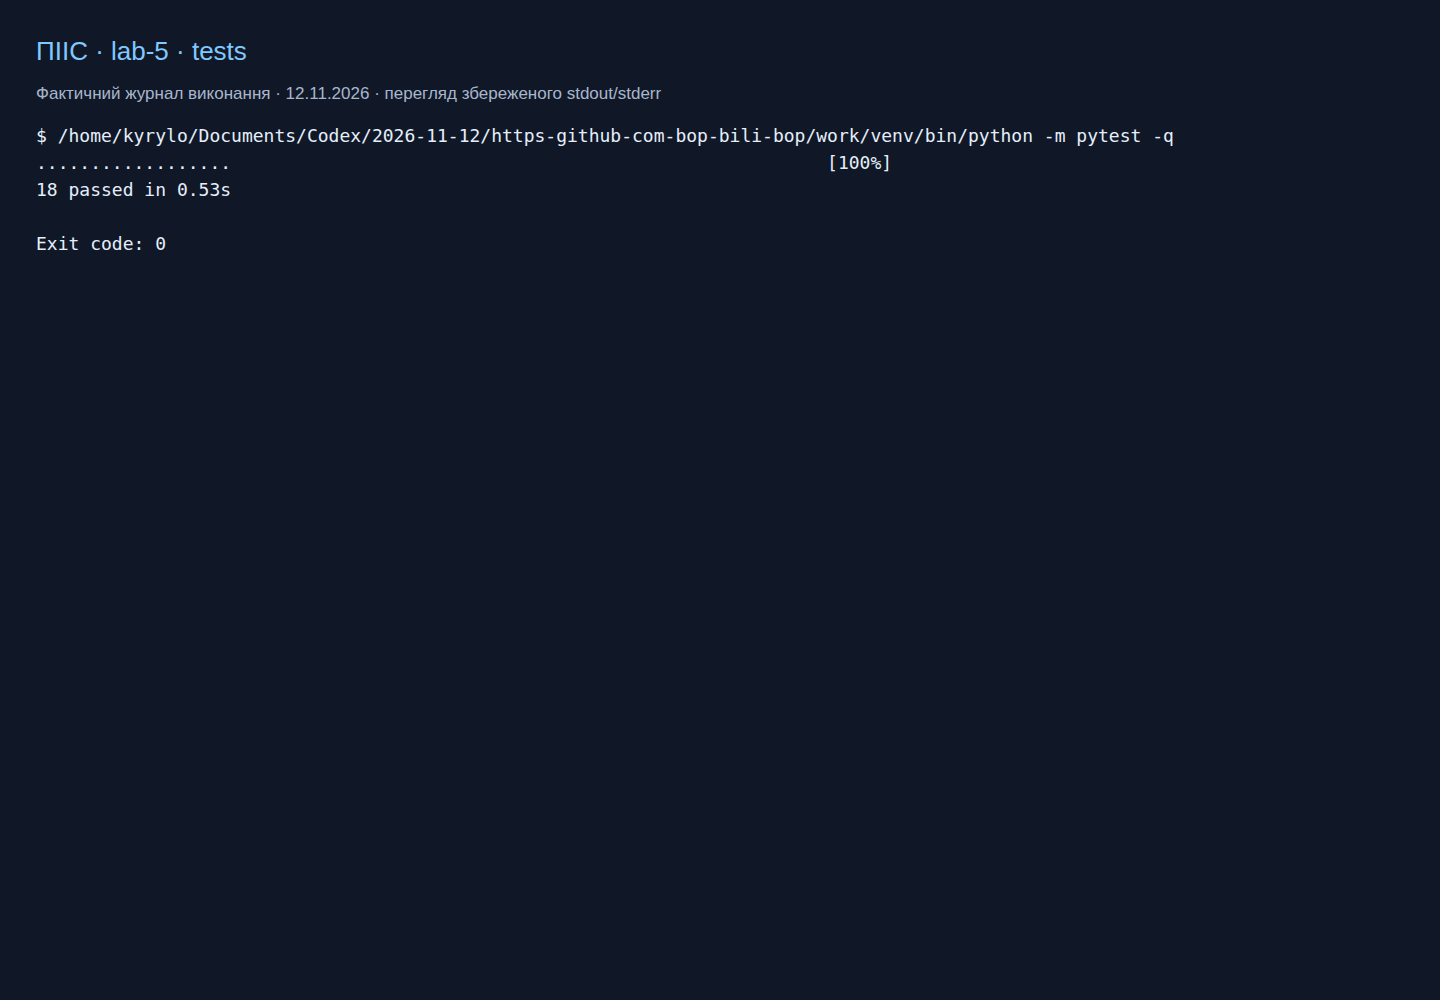 ПІІС · lab-5 · tests
Фактичний журнал виконання · 12.11.2026 · перегляд збереженого stdout/stderr
$ /home/kyrylo/Documents/Codex/2026-11-12/https-github-com-bop-bili-bop/work/venv/bin/python -m pytest -q
.................. [100%]
18 passed in 0.53s
Exit code: 0